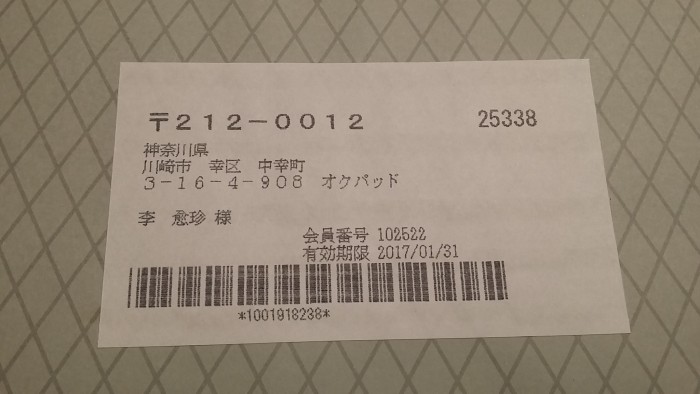 〒212-0012 25338
神奈川県
川崎市 幸区 中幸町
3-16-4-908 オクパッド
李 愈珍 様
会員番号 102522
有効期限 2017/01/31
*1001918238*